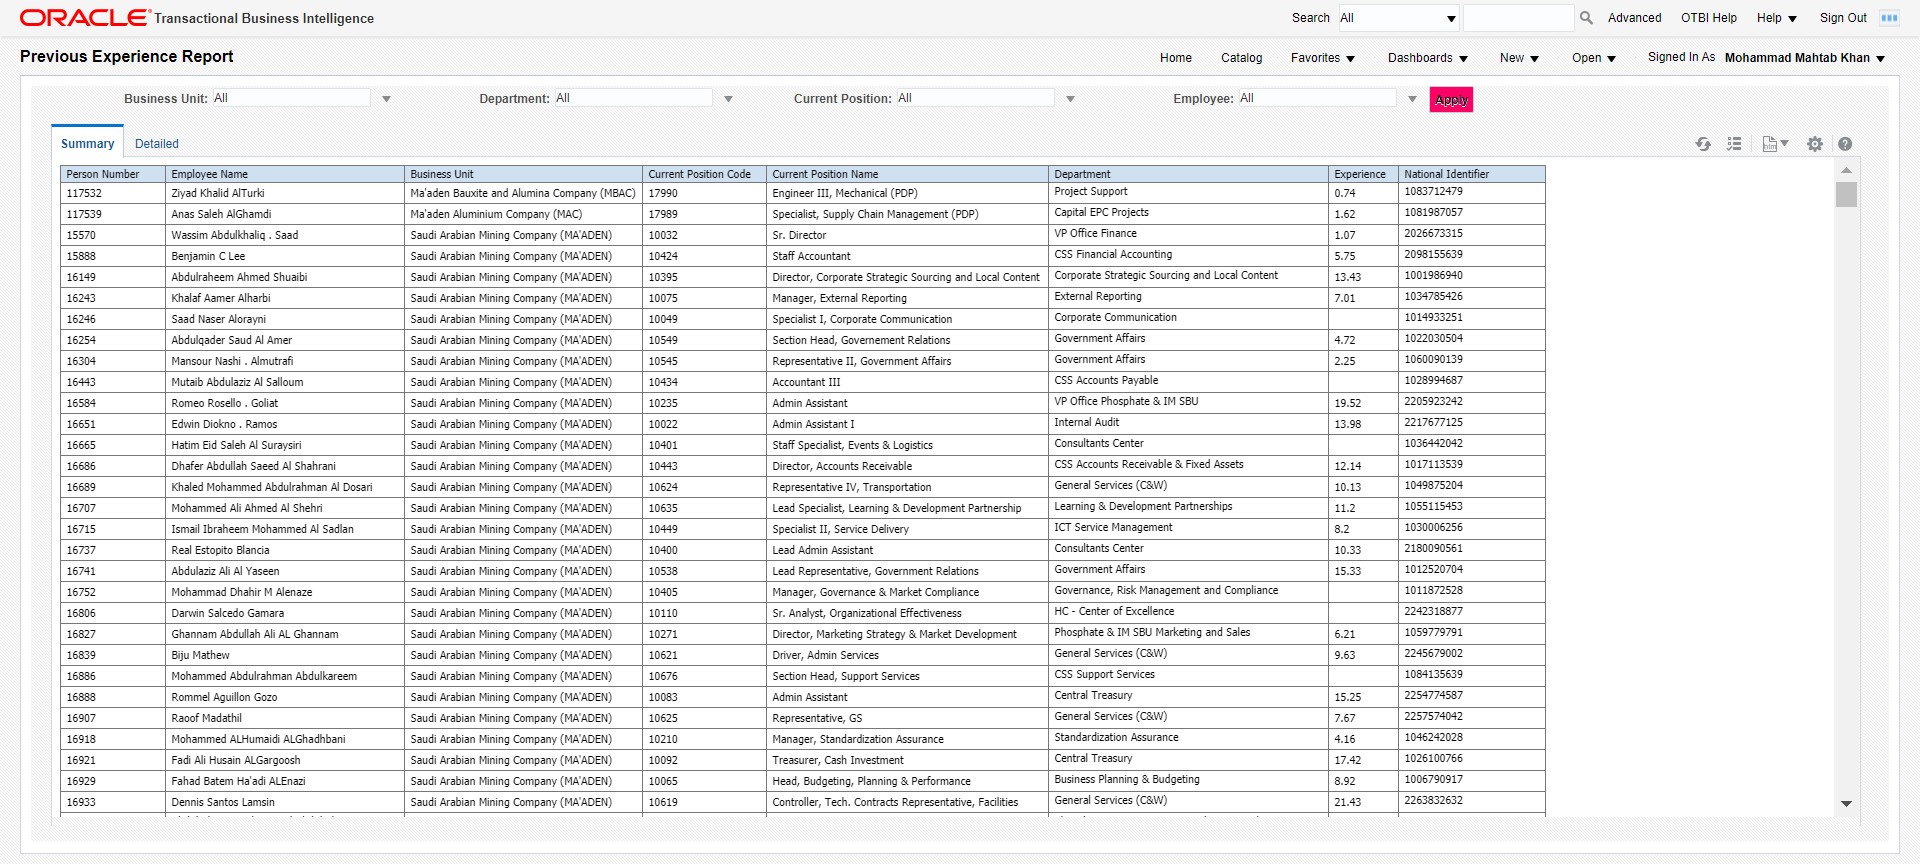 ORACLE Transactional Business Intelligence Search All Advanced OTBI Help Help Sign Out
Previous Experience Report Home Catalog Favorites Dashboards New Open Signed In As Mohammad Mahtab Khan
Business Unit: All Department: All Current Position: All Employee: All Apply
Summary Detailed
Person Number Employee Name Business Unit Current Position Code Current Position Name Department Experience National Identifier
117532 Ziyad Khalid AlTurki Ma'aden Bauxite and Alumina Company (MBAC) 17990 Engineer III, Mechanical (PDP) Project Support 0.74 1083712479
117539 Anas Saleh AlGhamdi Ma'aden Aluminium Company (MAC) 17989 Specialist, Supply Chain Management (PDP) Capital EPC Projects 1.62 1081987057
15570 Wassim Abdulkhaliq . Saad Saudi Arabian Mining Company (MA'ADEN) 10032 Sr. Director VP Office Finance 1.07 2026673315
15888 Benjamin C Lee Saudi Arabian Mining Company (MA'ADEN) 10424 Staff Accountant CSS Financial Accounting 5.75 2098155639
16149 Abdulraheem Ahmed Shuaibi Saudi Arabian Mining Company (MA'ADEN) 10395 Director, Corporate Strategic Sourcing and Local Content Corporate Strategic Sourcing and Local Content 13.43 1001986940
16243 Khalaf Aamer Alharbi Saudi Arabian Mining Company (MA'ADEN) 10075 Manager, External Reporting External Reporting 7.01 1034785426
16246 Saad Naser Alorayni Saudi Arabian Mining Company (MA'ADEN) 10049 Specialist I, Corporate Communication Corporate Communication 1014933251
16254 Abdulqader Saud Al Amer Saudi Arabian Mining Company (MA'ADEN) 10549 Section Head, Governement Relations Government Affairs 4.72 1022030504
16304 Mansour Nashi . Almutrafi Saudi Arabian Mining Company (MA'ADEN) 10545 Representative II, Government Affairs Government Affairs 2.25 1060090139
16443 Mutaib Abdulaziz Al Salloum Saudi Arabian Mining Company (MA'ADEN) 10434 Accountant III CSS Accounts Payable 1028994687
16584 Romeo Rosello . Goliat Saudi Arabian Mining Company (MA'ADEN) 10235 Admin Assistant VP Office Phosphate & IM SBU 19.52 2205923242
16651 Edwin Diokno . Ramos Saudi Arabian Mining Company (MA'ADEN) 10022 Admin Assistant I Internal Audit 13.98 2217677125
16665 Hatim Eid Saleh Al Suraysiri Saudi Arabian Mining Company (MA'ADEN) 10401 Staff Specialist, Events & Logistics Consultants Center 1036442042
16686 Dhafer Abdullah Saeed Al Shahrani Saudi Arabian Mining Company (MA'ADEN) 10443 Director, Accounts Receivable CSS Accounts Receivable & Fixed Assets 12.14 1017113539
16689 Khaled Mohammed Abdulrahman Al Dosari Saudi Arabian Mining Company (MA'ADEN) 10624 Representative IV, Transportation General Services (C&W) 10.13 1049875204
16707 Mohammed Ali Ahmed Al Shehri Saudi Arabian Mining Company (MA'ADEN) 10635 Lead Specialist, Learning & Development Partnership Learning & Development Partnerships 11.2 1055115453
16715 Ismail Ibraheem Mohammed Al Sadlan Saudi Arabian Mining Company (MA'ADEN) 10449 Specialist II, Service Delivery ICT Service Management 8.2 1030006256
16737 Real Estopito Blancia Saudi Arabian Mining Company (MA'ADEN) 10400 Lead Admin Assistant Consultants Center 10.33 2180090561
16741 Abdulaziz Ali Al Yaseen Saudi Arabian Mining Company (MA'ADEN) 10538 Lead Representative, Government Relations Government Affairs 15.33 1012520704
16752 Mohammad Dhahir M Alenaze Saudi Arabian Mining Company (MA'ADEN) 10405 Manager, Governance & Market Compliance Governance, Risk Management and Compliance 1011872528
16806 Darwin Salcedo Gamara Saudi Arabian Mining Company (MA'ADEN) 10110 Sr. Analyst, Organizational Effectiveness HC - Center of Excellence 2242318877
16827 Ghannam Abdullah Ali AL Ghannam Saudi Arabian Mining Company (MA'ADEN) 10271 Director, Marketing Strategy & Market Development Phosphate & IM SBU Marketing and Sales 6.21 1059779791
16839 Biju Mathew Saudi Arabian Mining Company (MA'ADEN) 10621 Driver, Admin Services General Services (C&W) 9.63 2245679002
16886 Mohammed Abdulrahman Abdulkareem Saudi Arabian Mining Company (MA'ADEN) 10676 Section Head, Support Services CSS Support Services 1084135639
16888 Rommel Aguillon Gozo Saudi Arabian Mining Company (MA'ADEN) 10083 Admin Assistant Central Treasury 15.25 2254774587
16907 Raoof Madathil Saudi Arabian Mining Company (MA'ADEN) 10625 Representative, GS General Services (C&W) 7.67 2257574042
16918 Mohammed ALHumaidi ALGhadhbani Saudi Arabian Mining Company (MA'ADEN) 10210 Manager, Standardization Assurance Standardization Assurance 4.16 1046242028
16921 Fadi Ali Husain ALGargoosh Saudi Arabian Mining Company (MA'ADEN) 10092 Treasurer, Cash Investment Central Treasury 17.42 1026100766
16929 Fahad Batem Ha'adi ALEnazi Saudi Arabian Mining Company (MA'ADEN) 10065 Head, Budgeting, Planning & Performance Business Planning & Budgeting 8.92 1006790917
16933 Dennis Santos Lamsin Saudi Arabian Mining Company (MA'ADEN) 10619 Controller, Tech. Contracts Representative, Facilities General Services (C&W) 21.43 2263832632